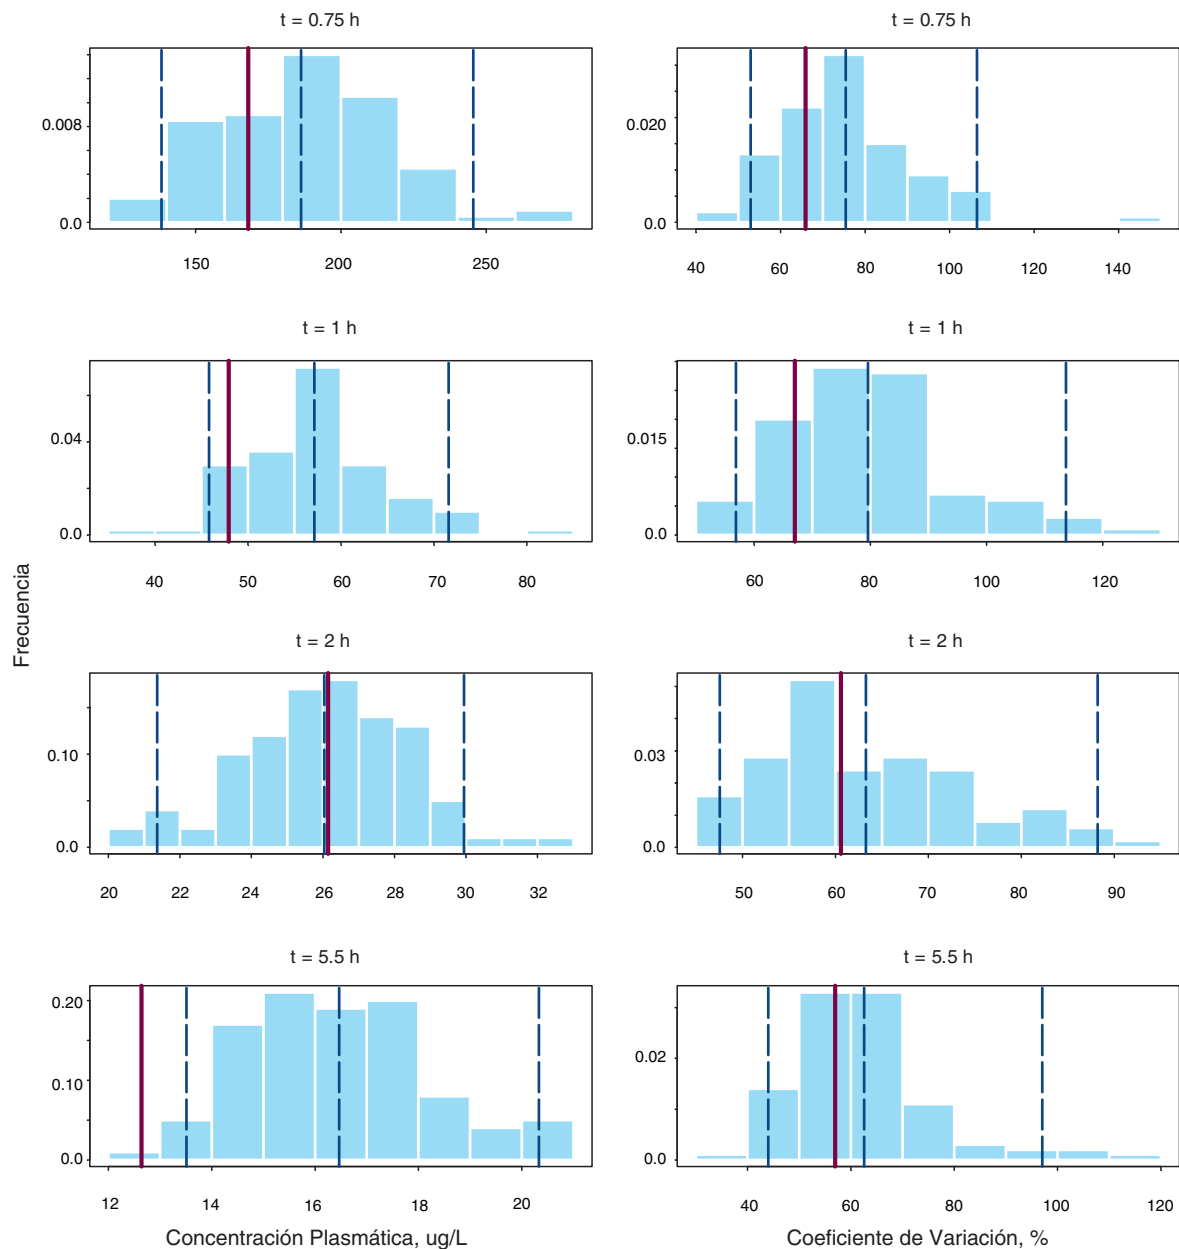 t = 0.75 h
t = 0.75 h
0.008
0.0
150 200 250
0.020
0.0
40 60 80 100 140
t = 1 h
t = 1 h
0.04
0.0
40 50 60 70 80
0.015
0.0
60 80 100 120
Frecuencia
t = 2 h
t = 2 h
0.10
0.0
20 22 24 26 28 30 32
0.03
0.0
50 60 70 80 90
t = 5.5 h
t = 5.5 h
0.20
0.10
0.0
12 14 16 18 20
0.02
0.0
40 60 80 100 120
Concentración Plasmática, ug/L
Coeficiente de Variación, %